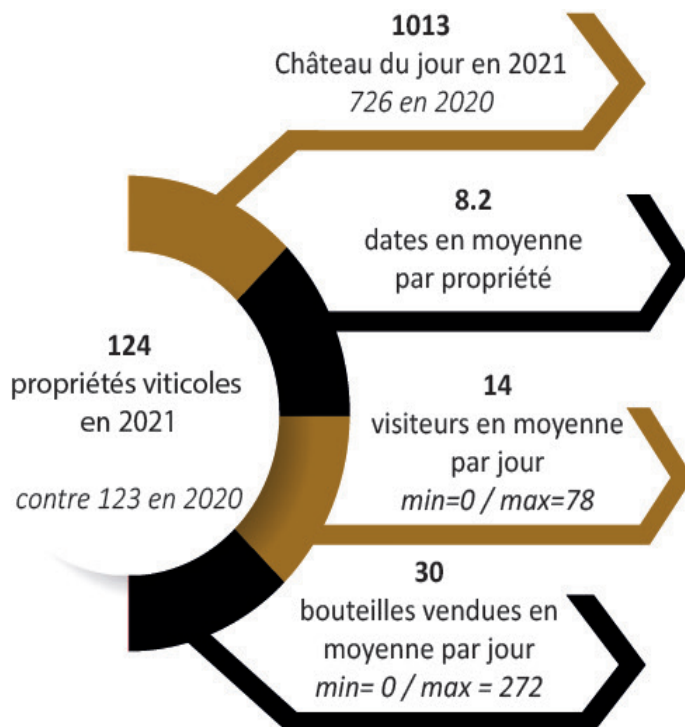 1013
Château du jour en 2021
726 en 2020
8.2
dates en moyenne
par propriété
124
propriétés viticoles
en 2021
contre 123 en 2020
14
visiteurs en moyenne
par jour
min=0 / max=78
30
bouteilles vendues en
moyenne par jour
min= 0 / max = 272